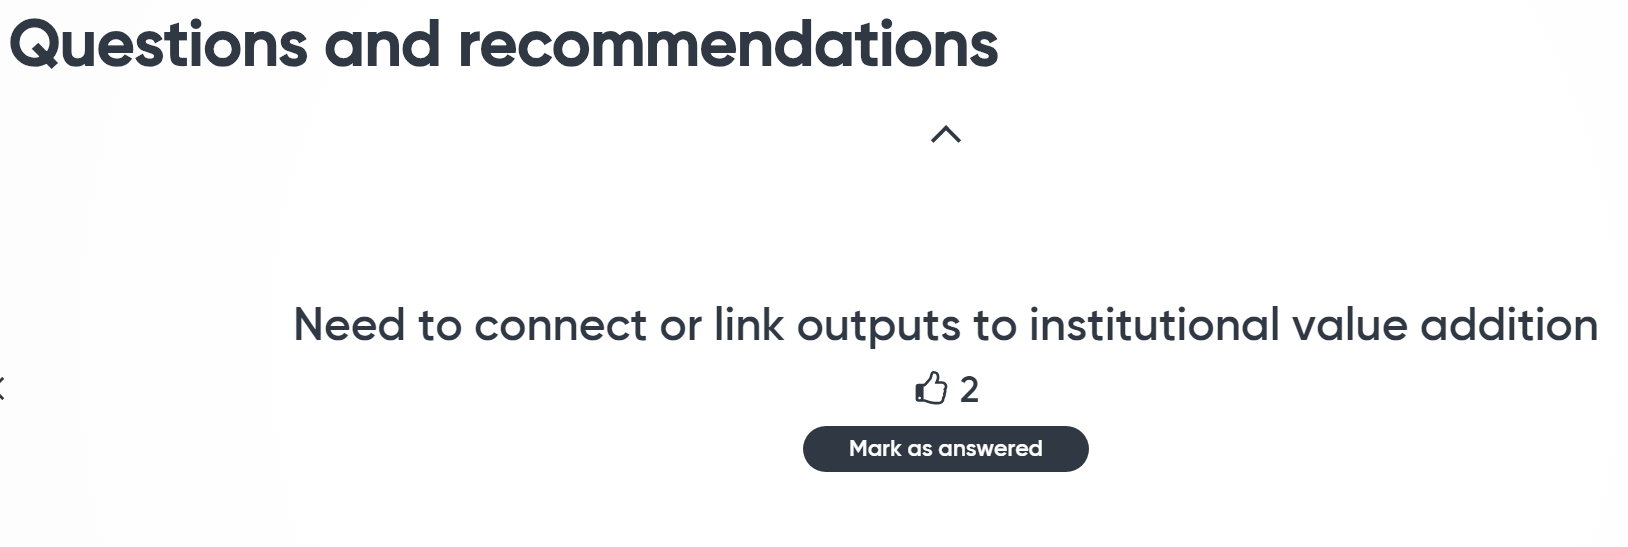 Questions and recommendations
Need to connect or link outputs to institutional value addition
2
Mark as answered